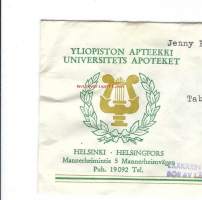 Jenny
YLIOPISTON APTEEKKI
UNIVERSITETS APOTEKET
Tab
HELSINKI - HELSINGFORS
Mannerheimintie 5 Mannerheimvägen
Puh. 19092 Tel.